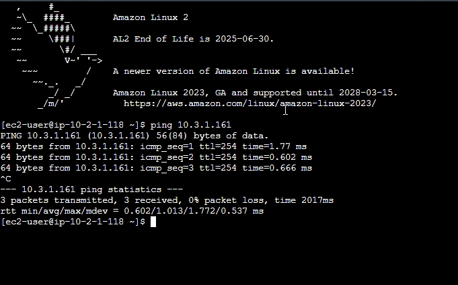 Amazon Linux 2
AL2 End of Life is 2025-06-30.
A newer version of Amazon Linux is available!
Amazon Linux 2023, GA and supported until 2028-03-15.
https://aws.amazon.com/linux/amazon-linux-2023/
[ec2-user@ip-10-2-1-118 ~]$ ping 10.3.1.161
PING 10.3.1.161 (10.3.1.161) 56(84) bytes of data.
64 bytes from 10.3.1.161: icmp_seq=1 ttl=254 time=1.77 ms
64 bytes from 10.3.1.161: icmp_seq=2 ttl=254 time=0.602 ms
64 bytes from 10.3.1.161: icmp_seq=3 ttl=254 time=0.666 ms
^C
--- 10.3.1.161 ping statistics ---
3 packets transmitted, 3 received, 0% packet loss, time 2017ms
rtt min/avg/max/mdev = 0.602/1.013/1.772/0.537 ms
[ec2-user@ip-10-2-1-118 ~]$